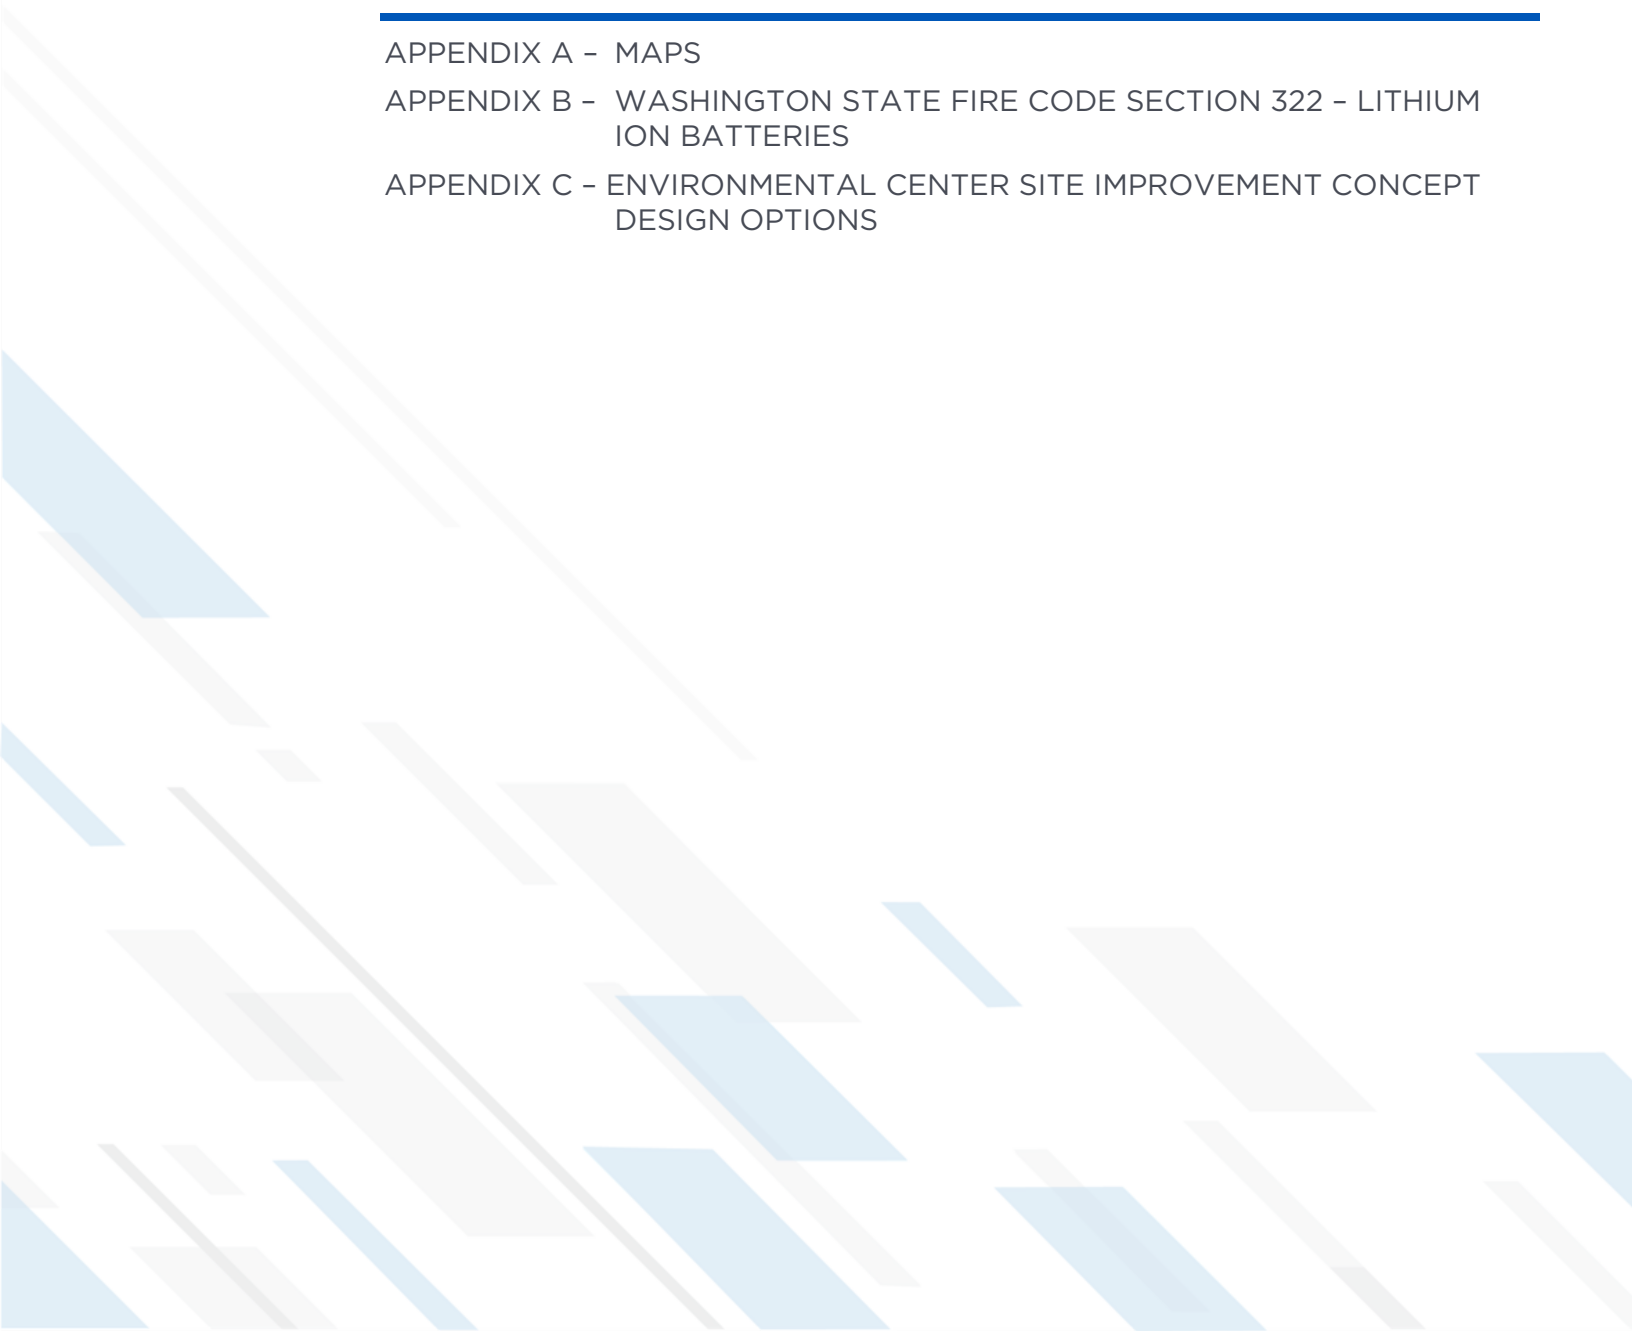 APPENDIX A – MAPS
APPENDIX B – WASHINGTON STATE FIRE CODE SECTION 322 – LITHIUM
ION BATTERIES
APPENDIX C – ENVIRONMENTAL CENTER SITE IMPROVEMENT CONCEPT
DESIGN OPTIONS